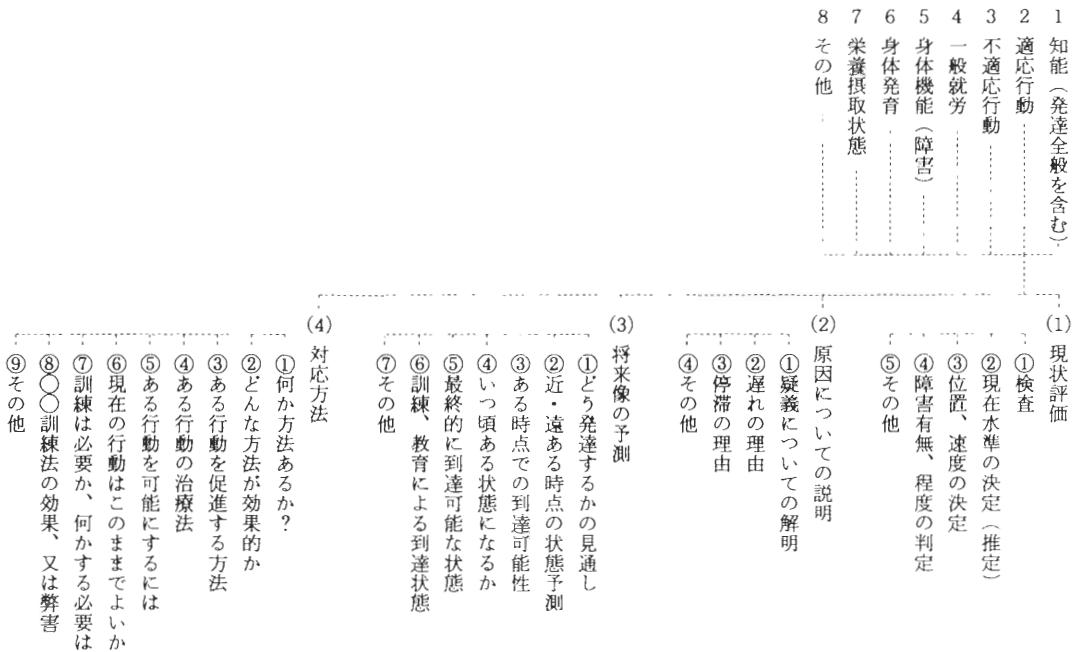 1 知能（発達全般を含む）
2 適応行動
3 不適応行動
4 一般就労
5 身体機能（障害）
6 身体発育
7 栄養摂取状態
8 その他
(1) 現状評価
①検査
②現在水準の決定（推定）
③位置、速度の決定
④障害有無、程度の判定
⑤その他
(2) 原因についての説明
①疑義についての解明
②遅れの理由
③停滞の理由
④その他
(3) 将来像の予測
①どう発達するかの見通し
②近・遠ある時点の状態予測
③ある時点での到達可能性
④いつ頃ある状態になるか
⑤最終的に到達可能な状態
⑥訓練、教育による到達状態
⑦その他
(4) 対応方法
①何か方法あるか？
②どんな方法が効果的か
③ある行動を促進する方法
④ある行動の治療法
⑤ある行動を可能にするには
⑥現在の行動はこのままでよいか
⑦訓練は必要か、何かする必要は
⑧〇〇訓練法の効果、又は弊害
⑨その他